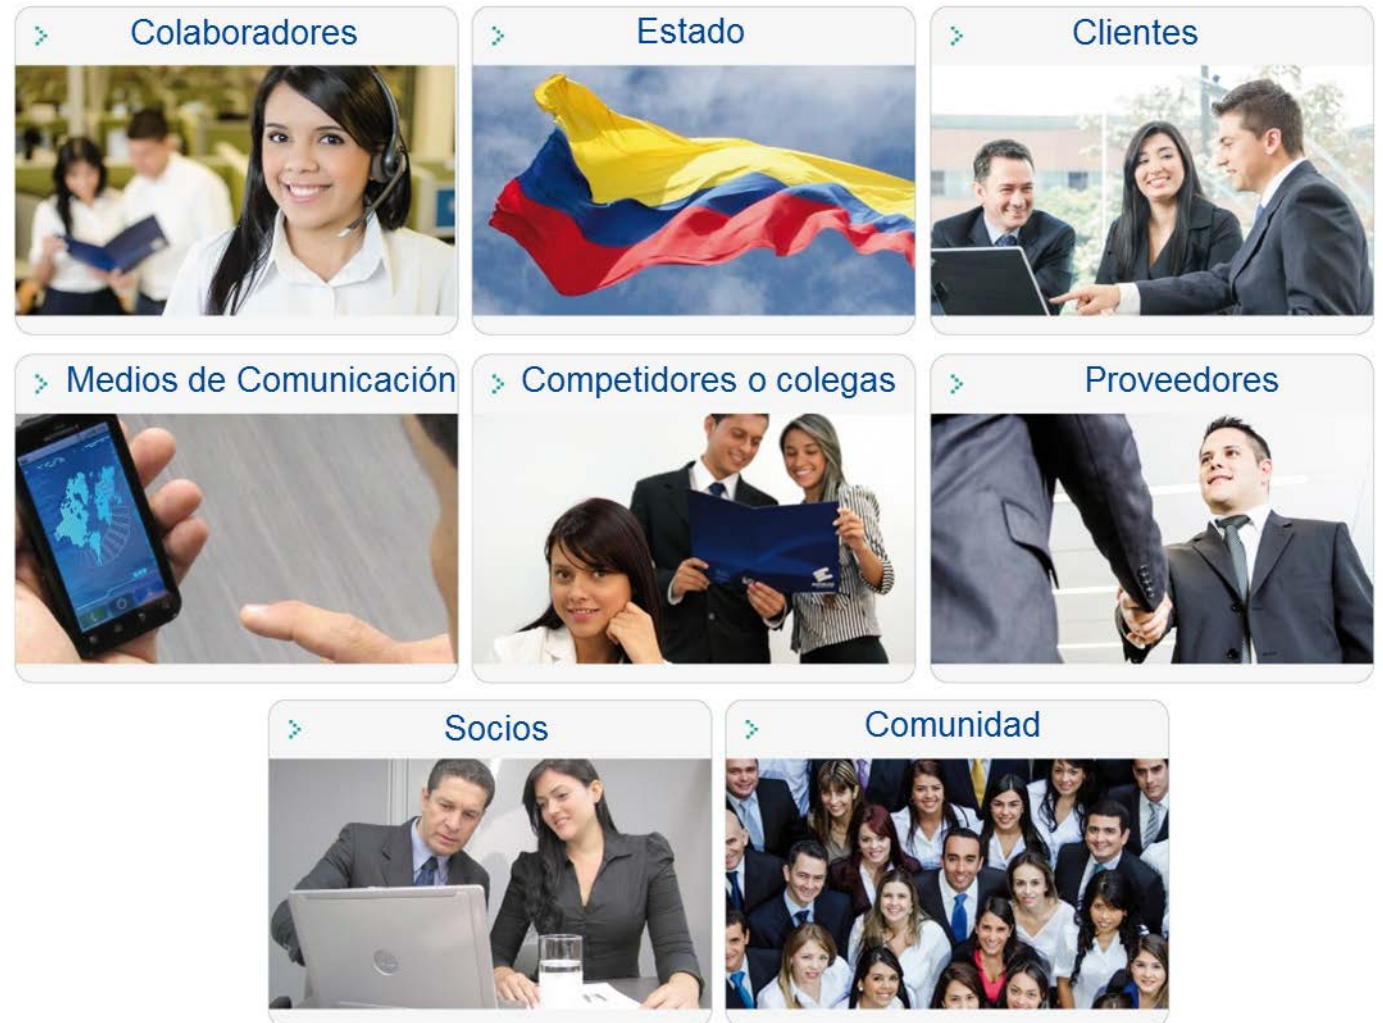 Colaboradores
Estado
Clientes
Medios de Comunicación
Competidores o colegas
Proveedores
Socios
Comunidad